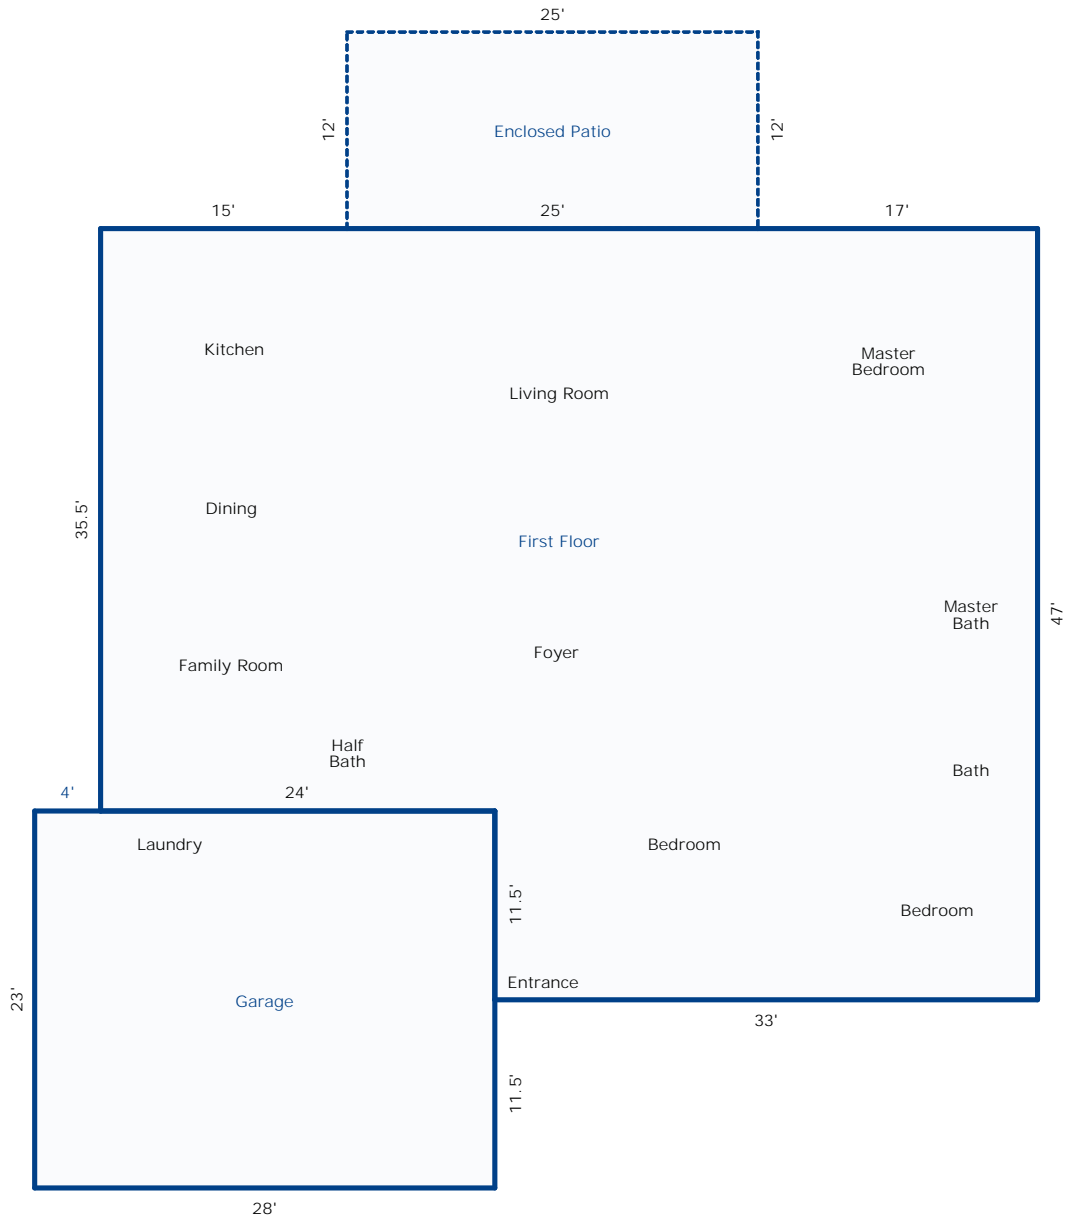 25'
12'
Enclosed Patio
12'
15'
25'
17'
Kitchen
Living Room
Master
Bedroom
35.5'
Dining
First Floor
Master
Bath
47'
Family Room
Foyer
Half
Bath
Bath
4'
24'
Laundry
Bedroom
11.5'
Bedroom
Entrance
23'
Garage
33'
11.5'
28'